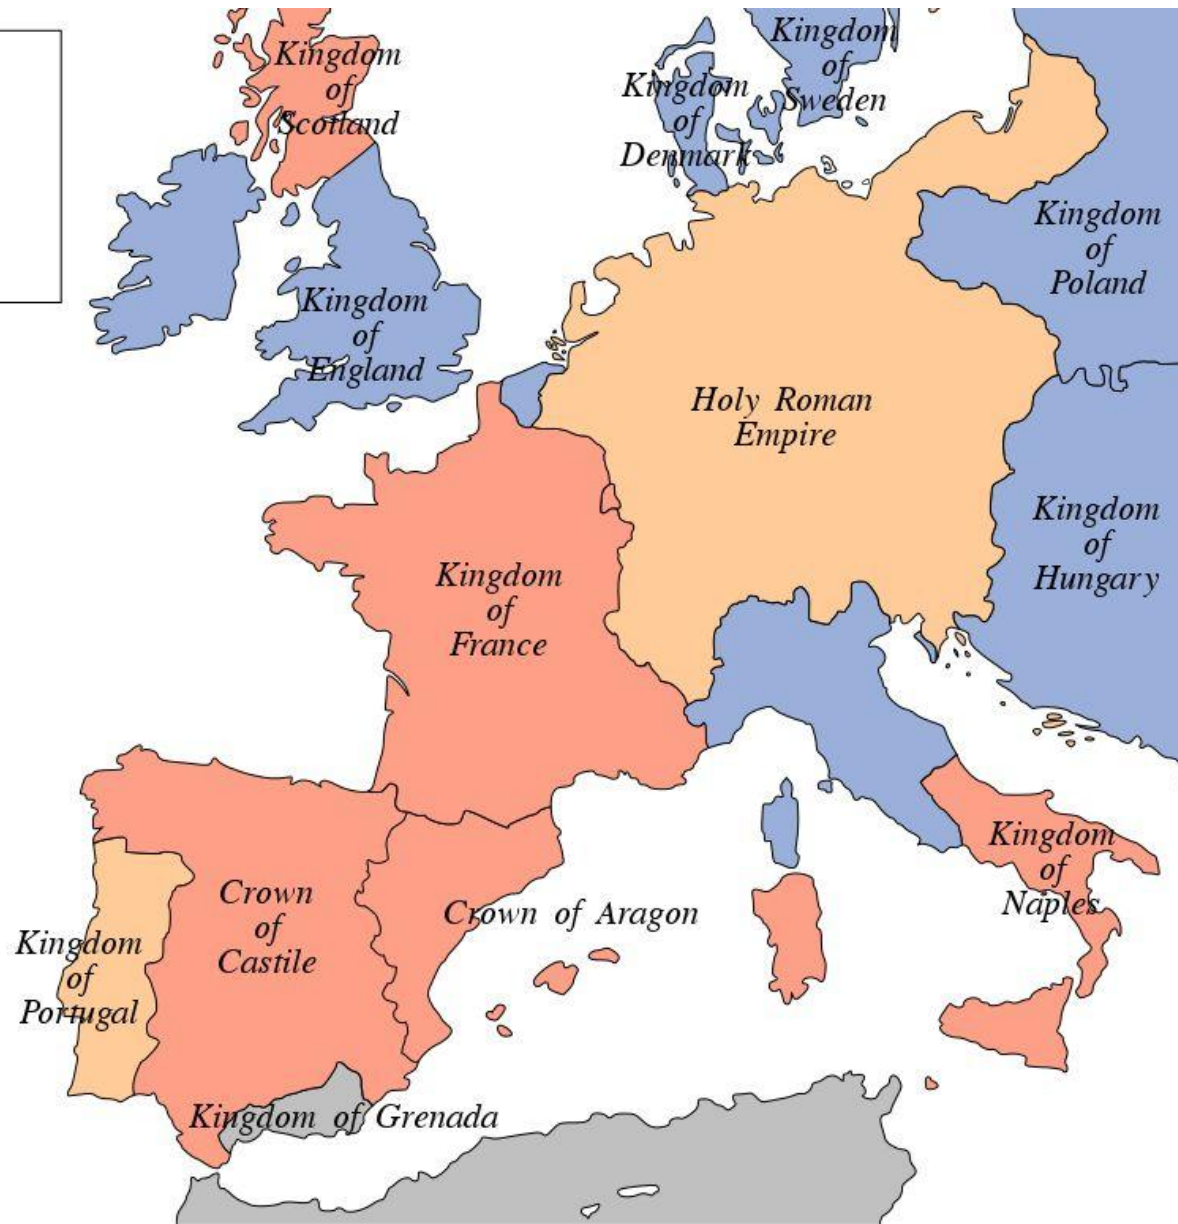 Kingdom
of
Scotland
Kingdom
of
Denmark
Kingdom
of
Sweden
Kingdom
of
Poland
Kingdom
of
England
Holy Roman
Empire
Kingdom
of
Hungary
Kingdom
of
France
Kingdom
of
Naples
Crown
of
Castile
Crown of Aragon
Kingdom
of
Portugal
Kingdom of Grenada